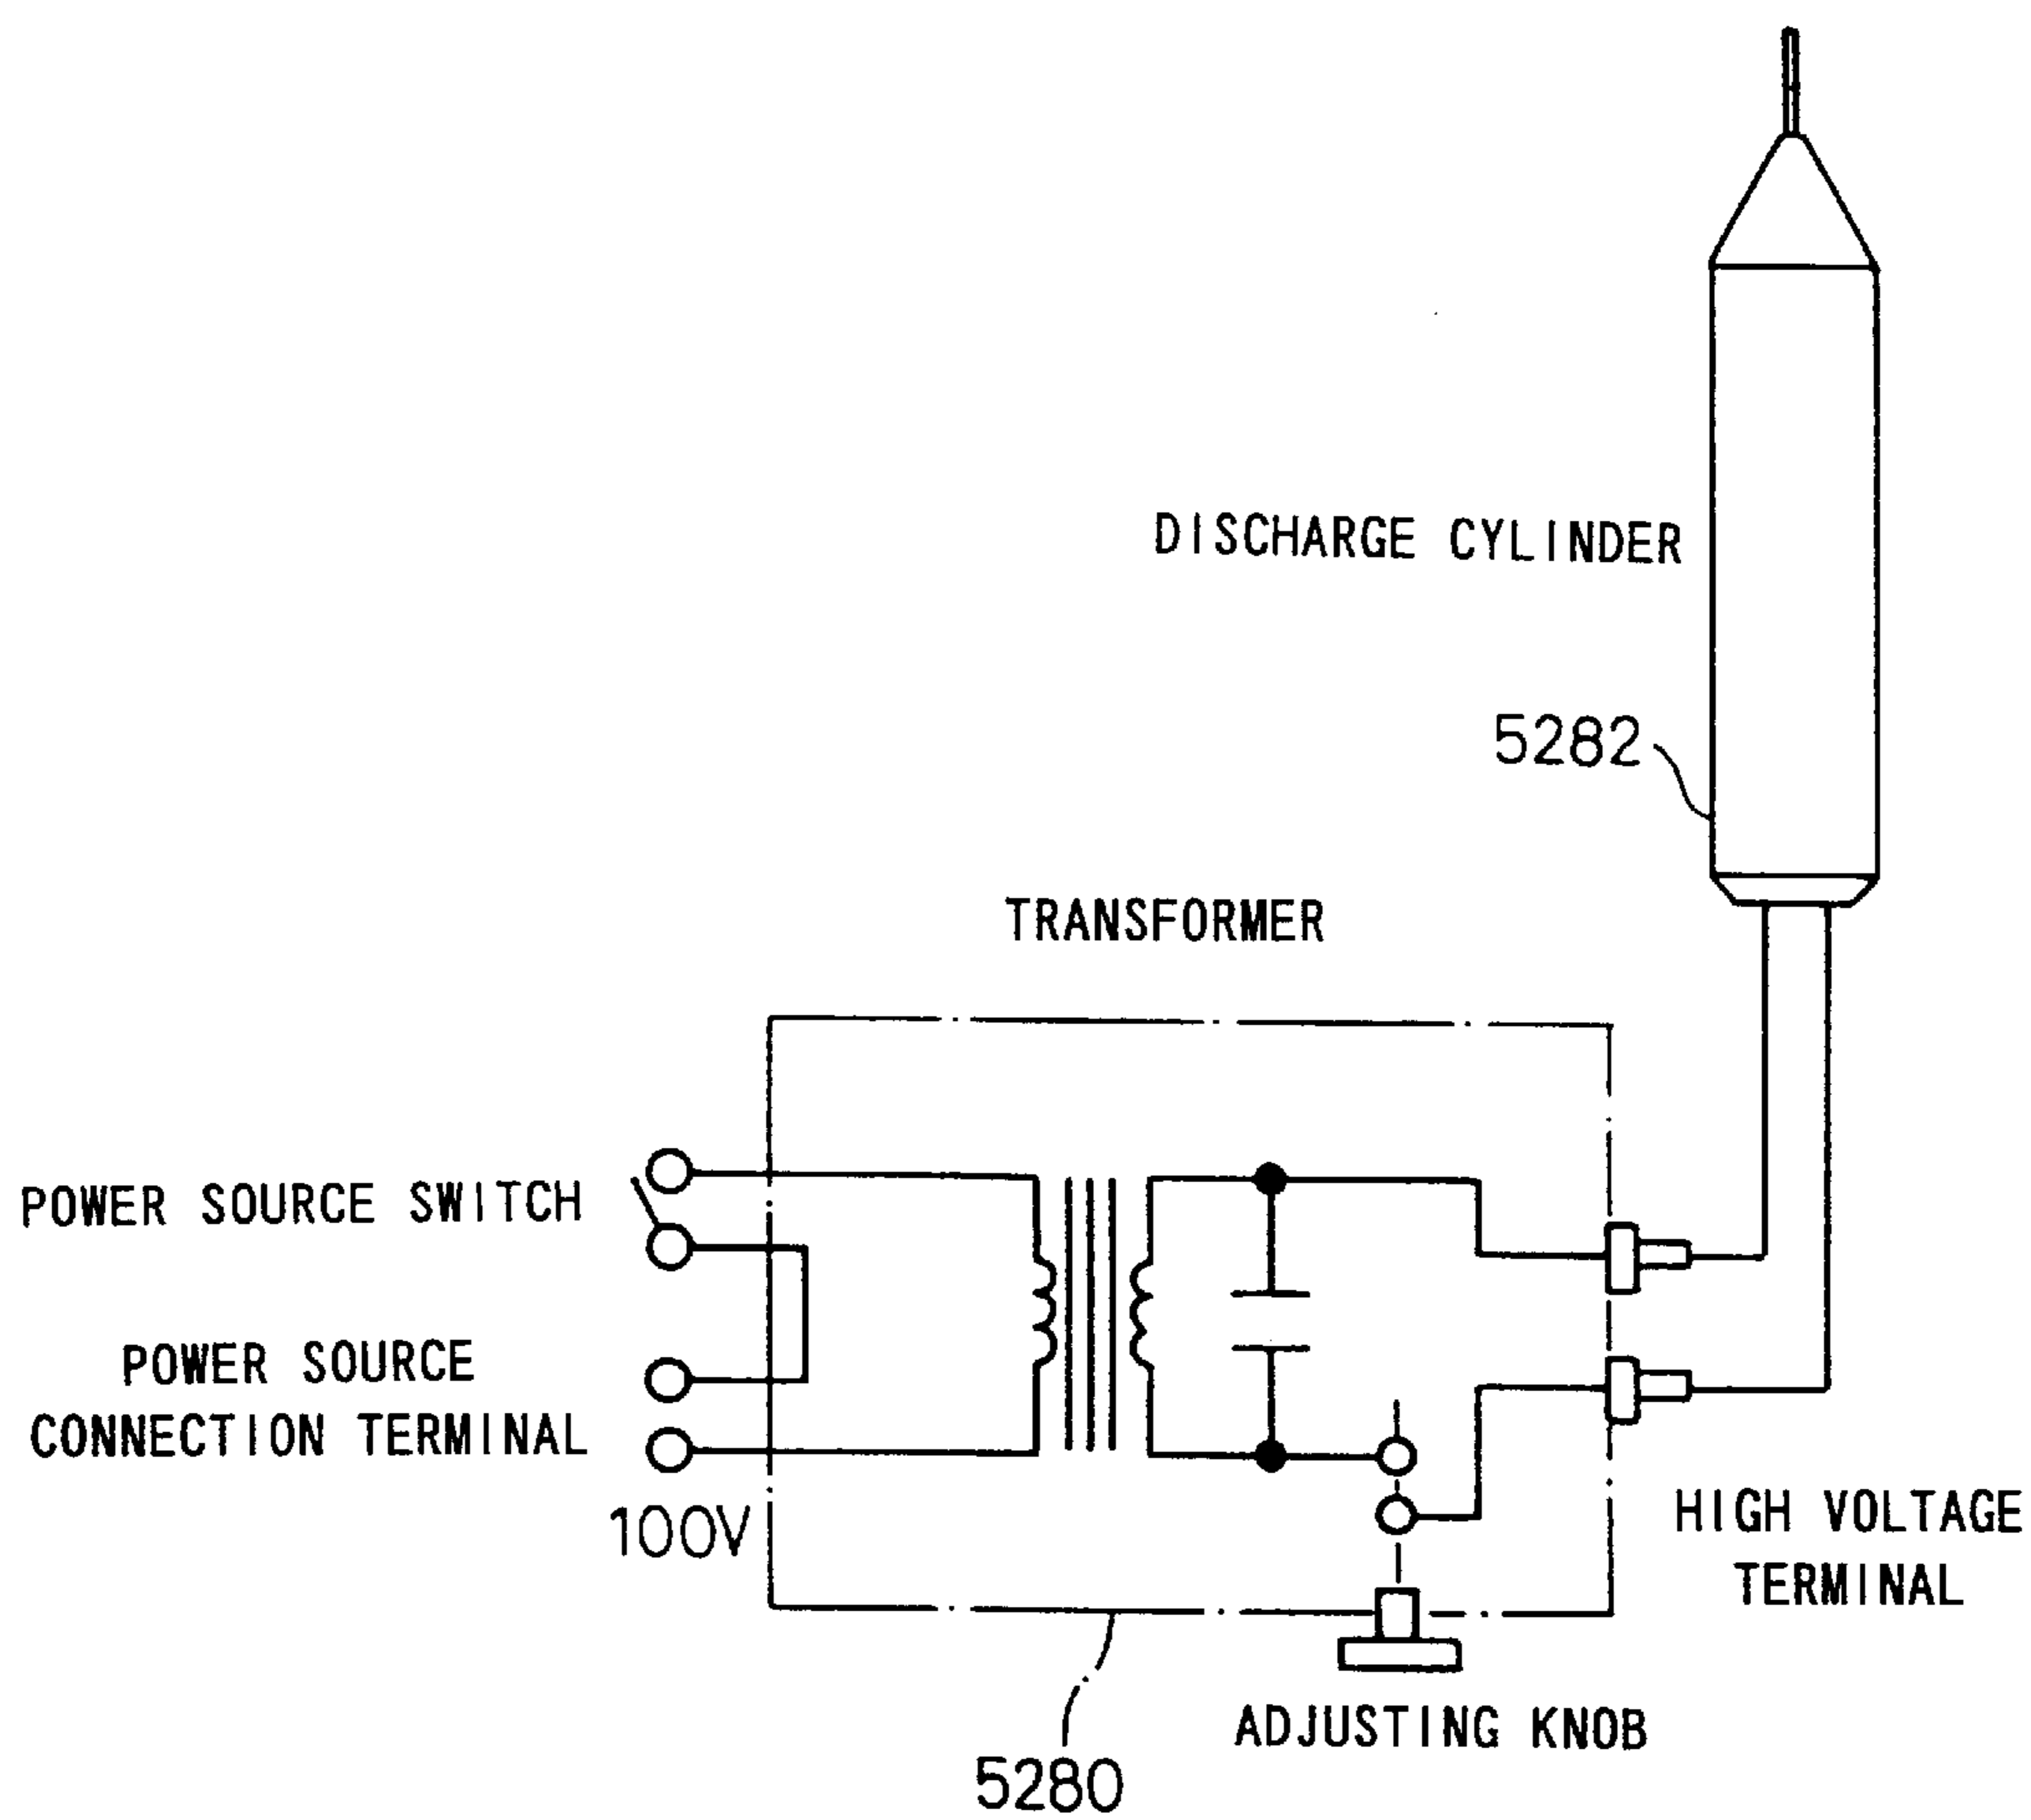 DISCHARGE CYLINDER
5282
TRANSFORMER
POWER SOURCE SWITCH
POWER SOURCE
CONNECTION TERMINAL
100V
HIGH VOLTAGE
TERMINAL
ADJUSTING KNOB
5280